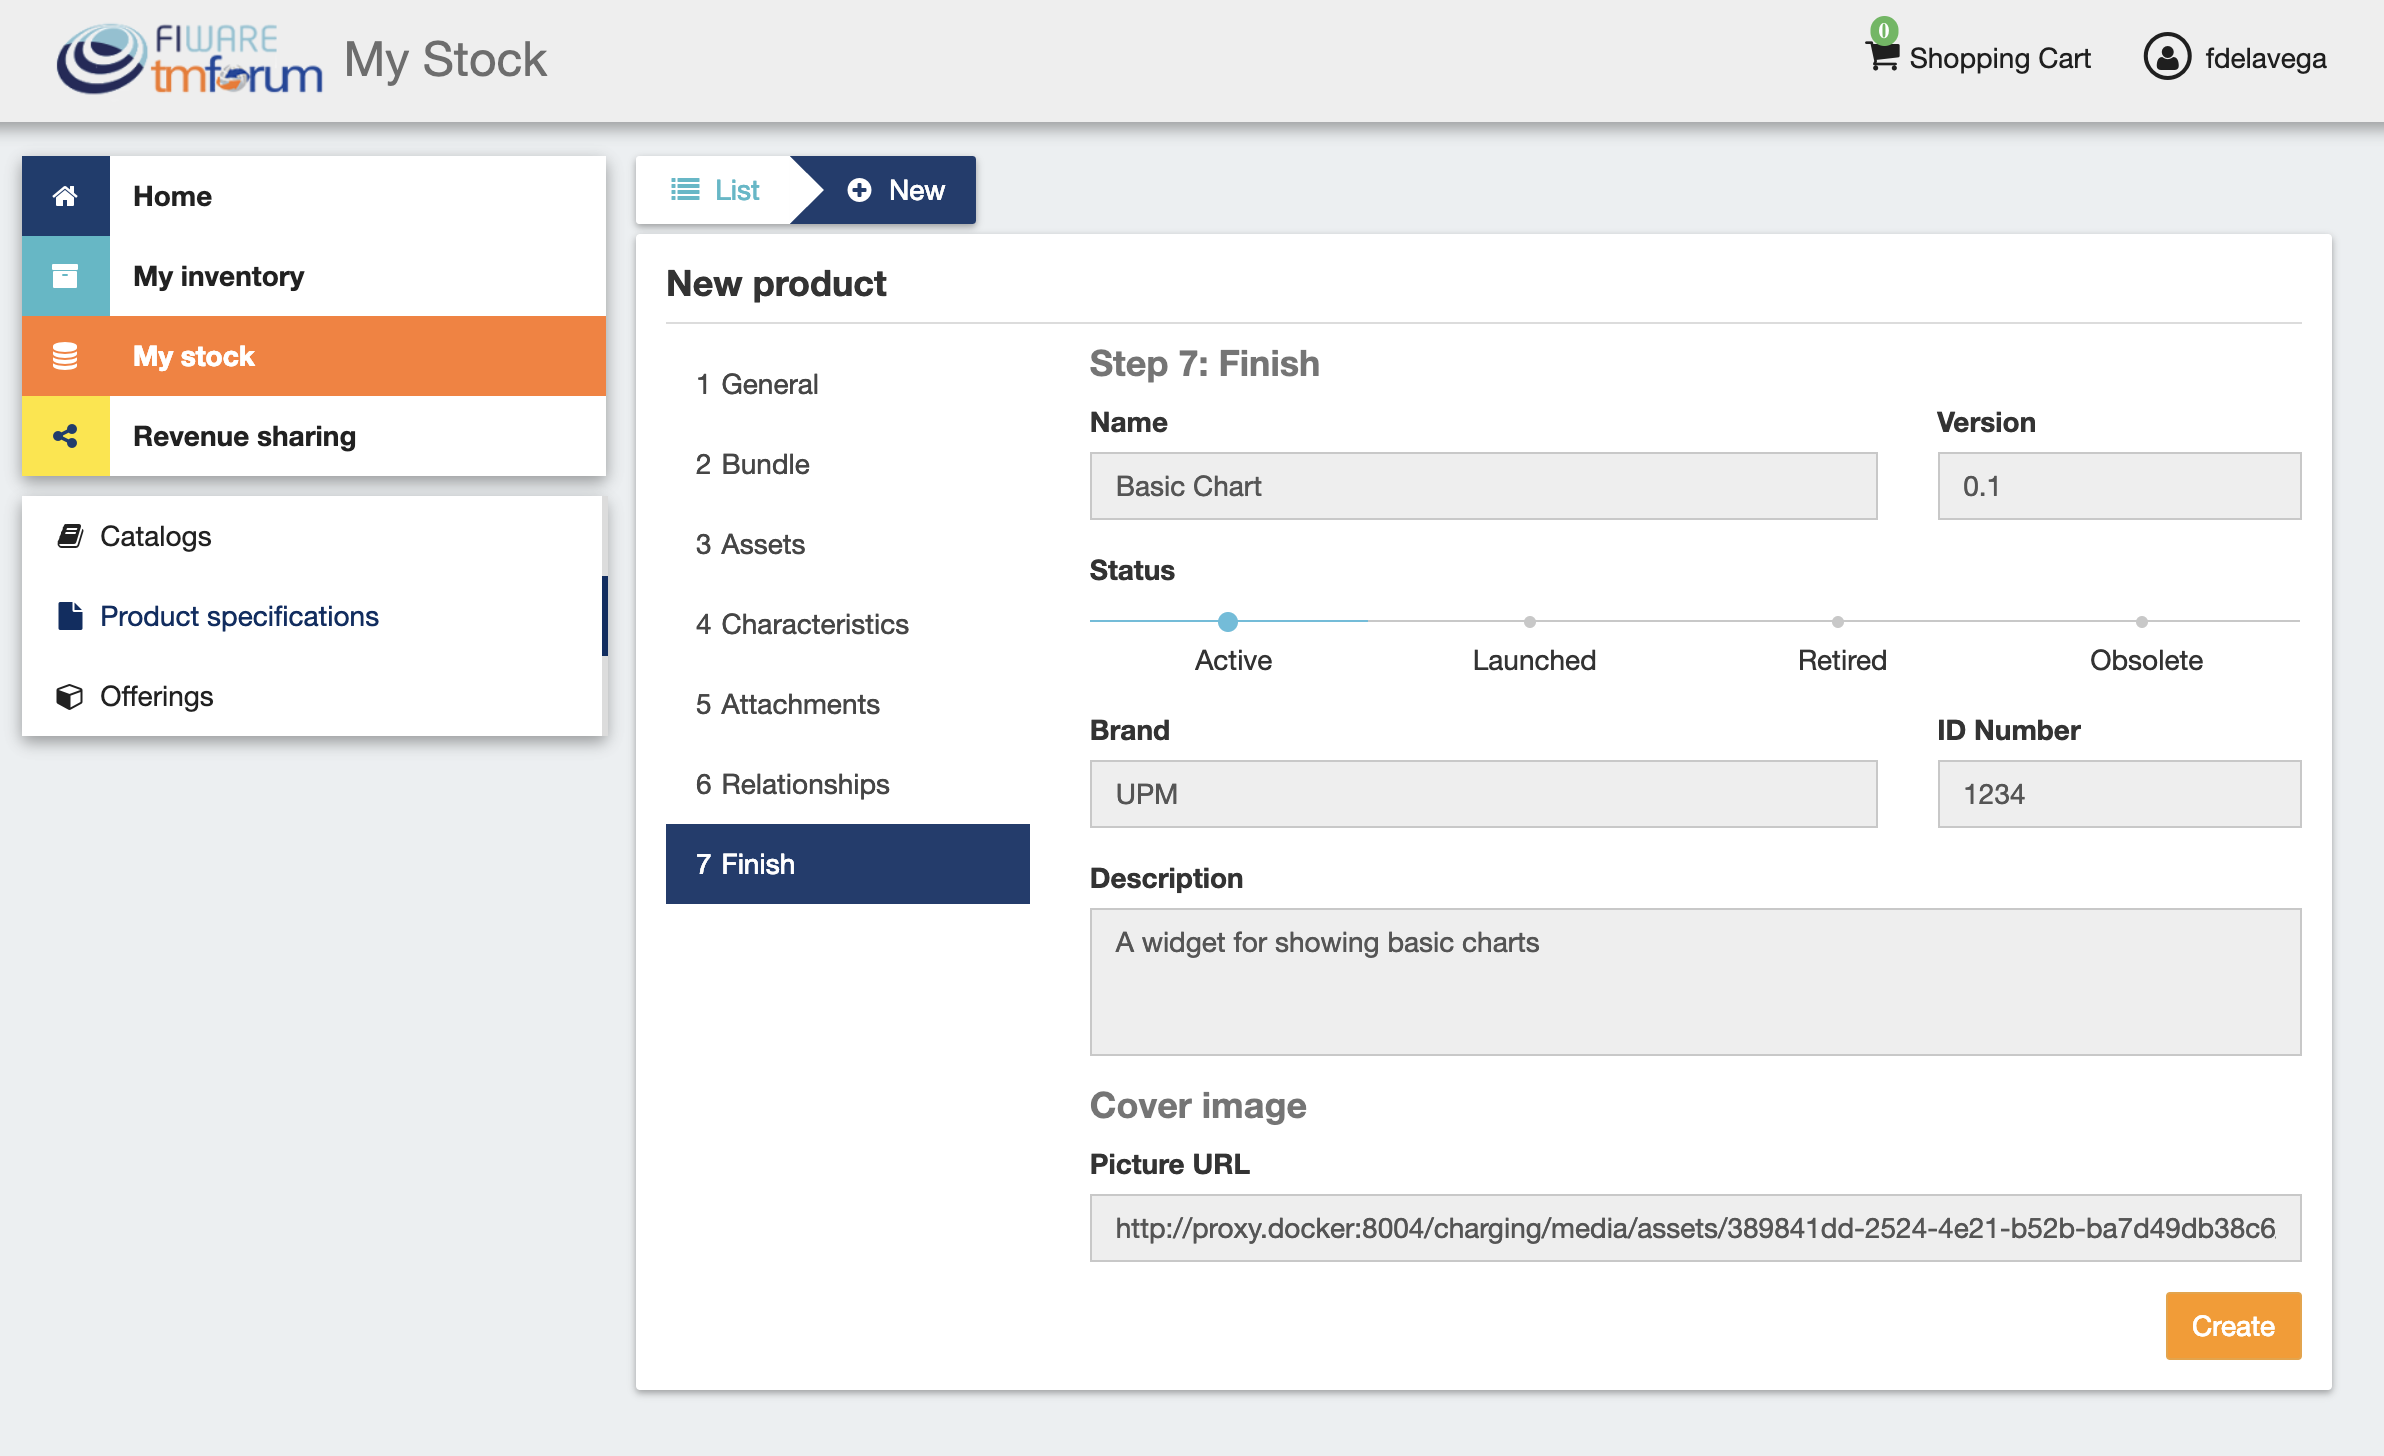 FIWARE
tmforum
My Stock
0
Shopping Cart
fdelavega
Home
My inventory
My stock
Revenue sharing
Catalogs
Product specifications
Offerings
List
New
New product
1 General
2 Bundle
3 Assets
4 Characteristics
5 Attachments
6 Relationships
7 Finish
Step 7: Finish
Name
Version
Basic Chart
0.1
Status
Active
Launched
Retired
Obsolete
Brand
ID Number
UPM
1234
Description
A widget for showing basic charts
Cover image
Picture URL
http://proxy.docker:8004/charging/media/assets/389841dd-2524-4e21-b52b-ba7d49db38c6
Create